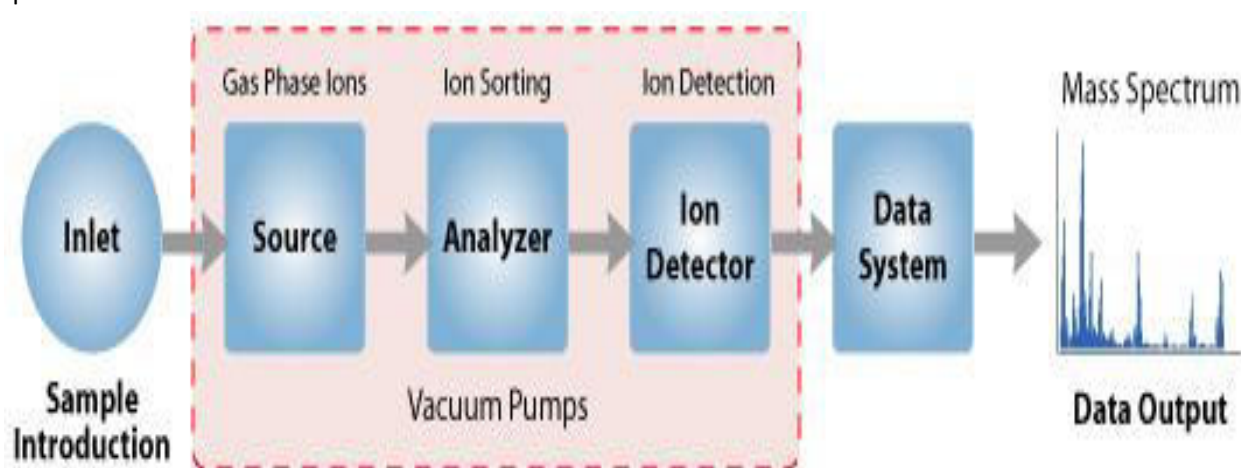 Gas Phase Ions
Ion Sorting
Ion Detection
Mass Spectrum
Inlet
Source
Analyzer
Ion
Detector
Data
System
Sample
Introduction
Vacuum Pumps
Data Output